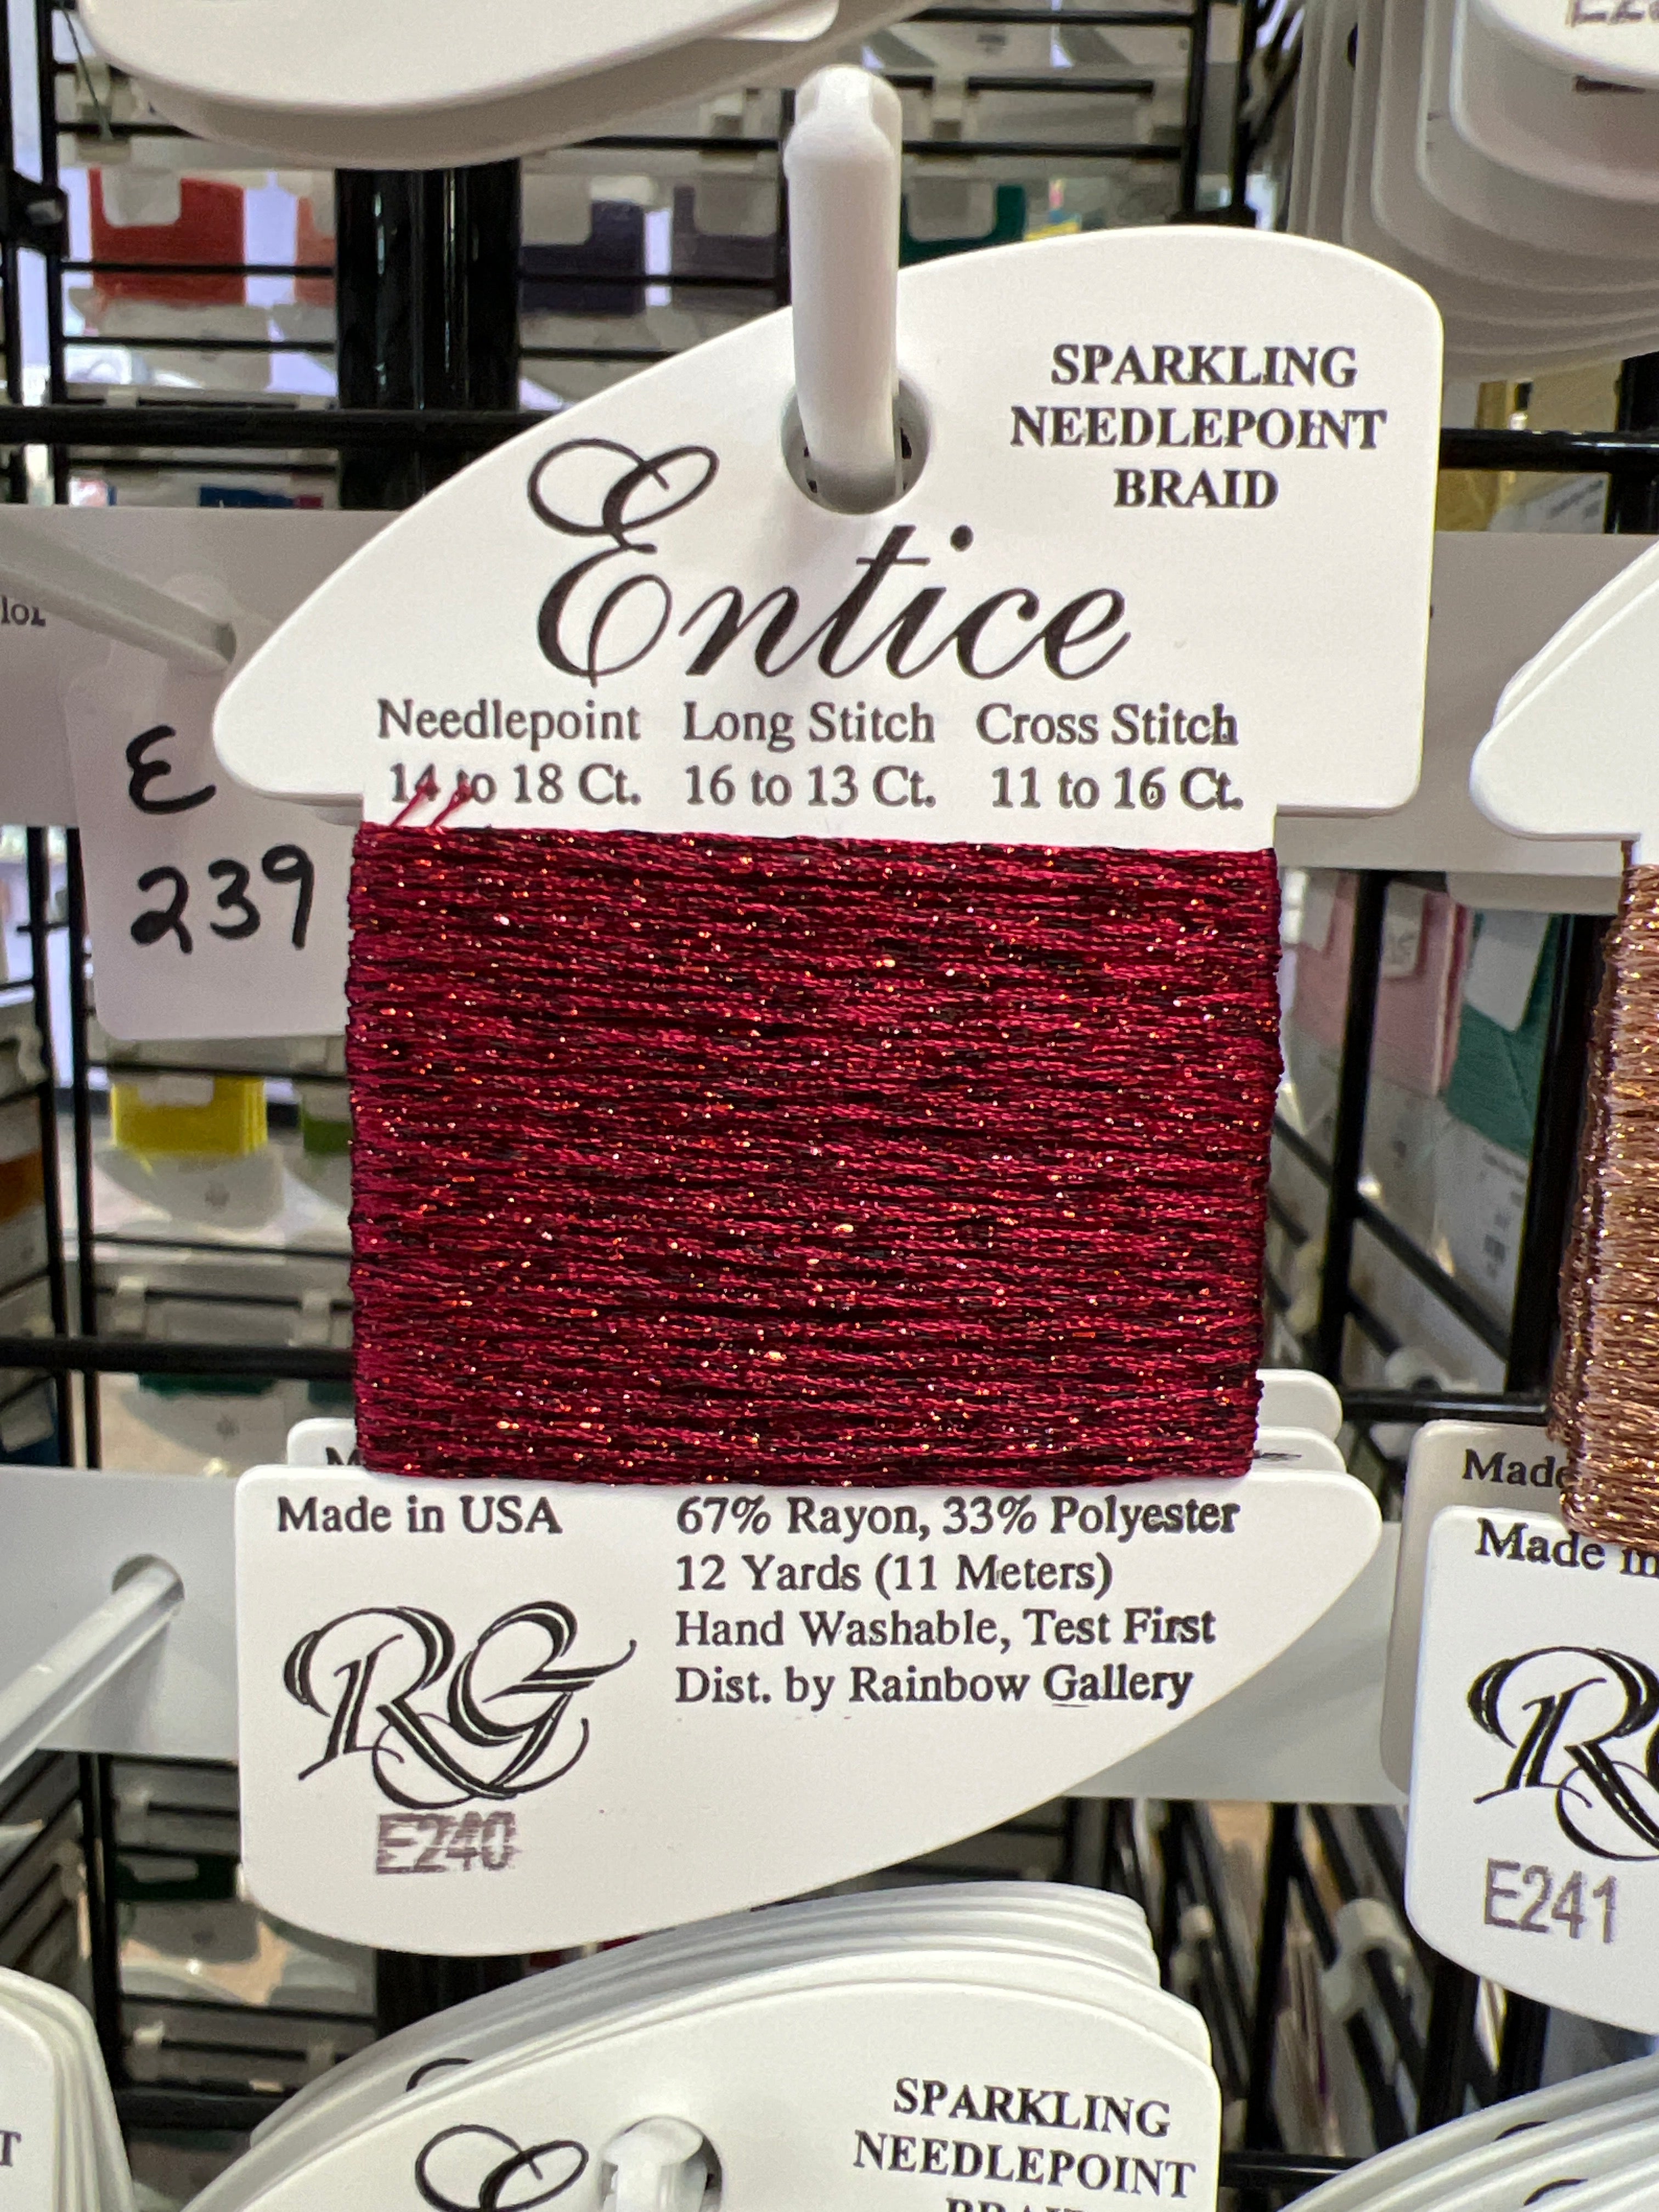 SPARKLING
NEEDLEPOINT
BRAID
Entice
Needlepoint Long Stitch Cross Stitch
14 to 18 Ct. 16 to 13 Ct. 11 to 16 Ct.
E
239
Made in USA
67% Rayon, 33% Polyester
12 Yards (11 Meters)
Hand Washable, Test First
Dist. by Rainbow Gallery
RG
E240
Made
Made in
R
E241
SPARKLING
NEEDLEPOINT